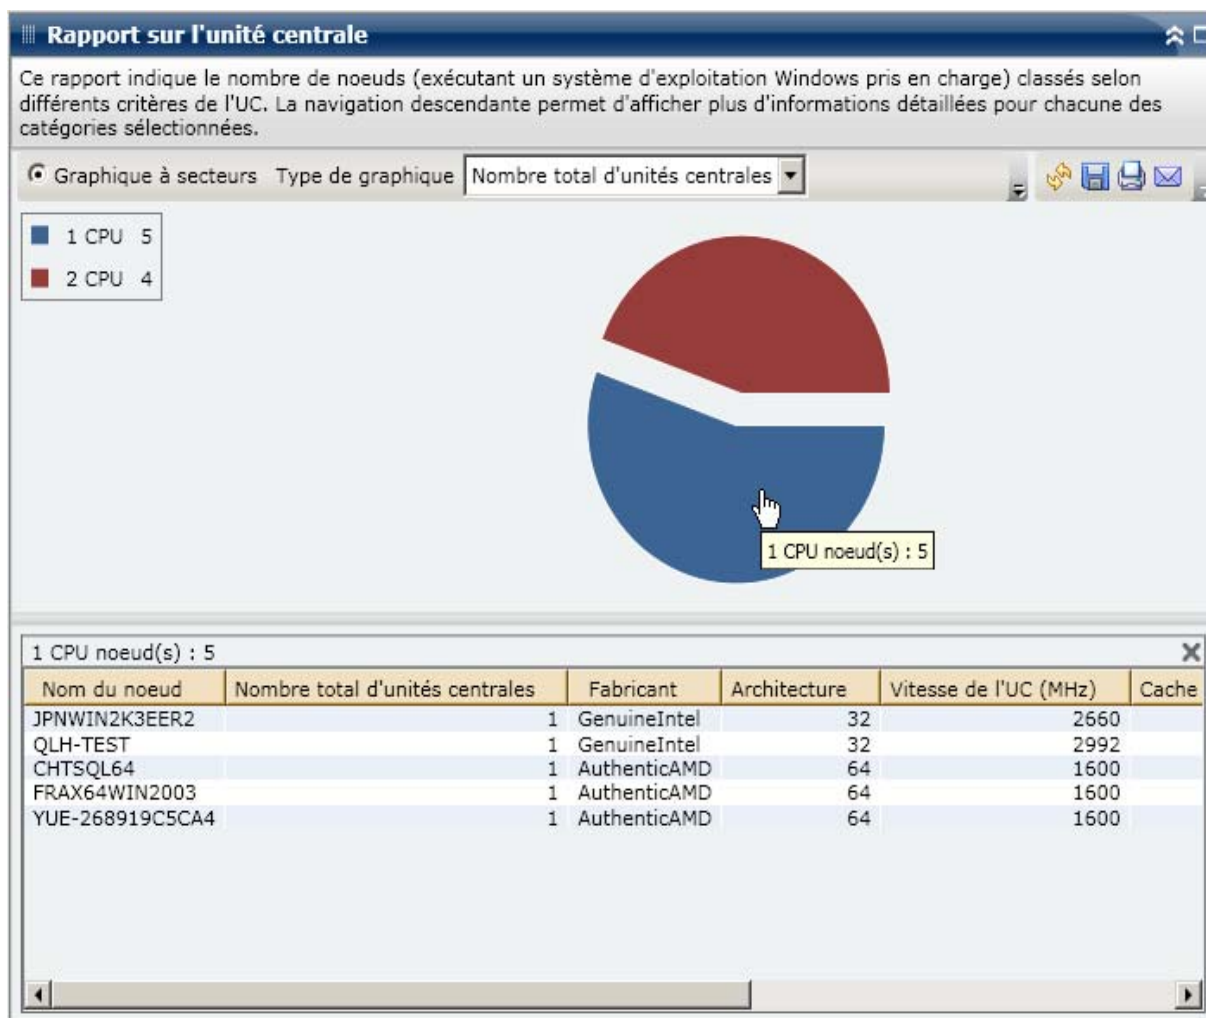 Rapport sur l'unité centrale
Ce rapport indique le nombre de noeuds (exécutant un système d'exploitation Windows pris en charge) classés selon
différents critères de l'UC. La navigation descendante permet d'afficher plus d'informations détaillées pour chacune des
catégories sélectionnées.
Graphique à secteurs Type de graphique Nombre total d'unités centrales
1 CPU 5
2 CPU 4
1 CPU noeud(s) : 5
1 CPU noeud(s) : 5
Nom du noeud Nombre total d'unités centrales Fabricant Architecture Vitesse de l'UC (MHz) Cache
JPNWIN2K3EER2 1 GenuineIntel 32 2660
QLH-TEST 1 GenuineIntel 32 2992
CHTSQL64 1 AuthenticAMD 64 1600
FRAX64WIN2003 1 AuthenticAMD 64 1600
YUE-268919C5CA4 1 AuthenticAMD 64 1600